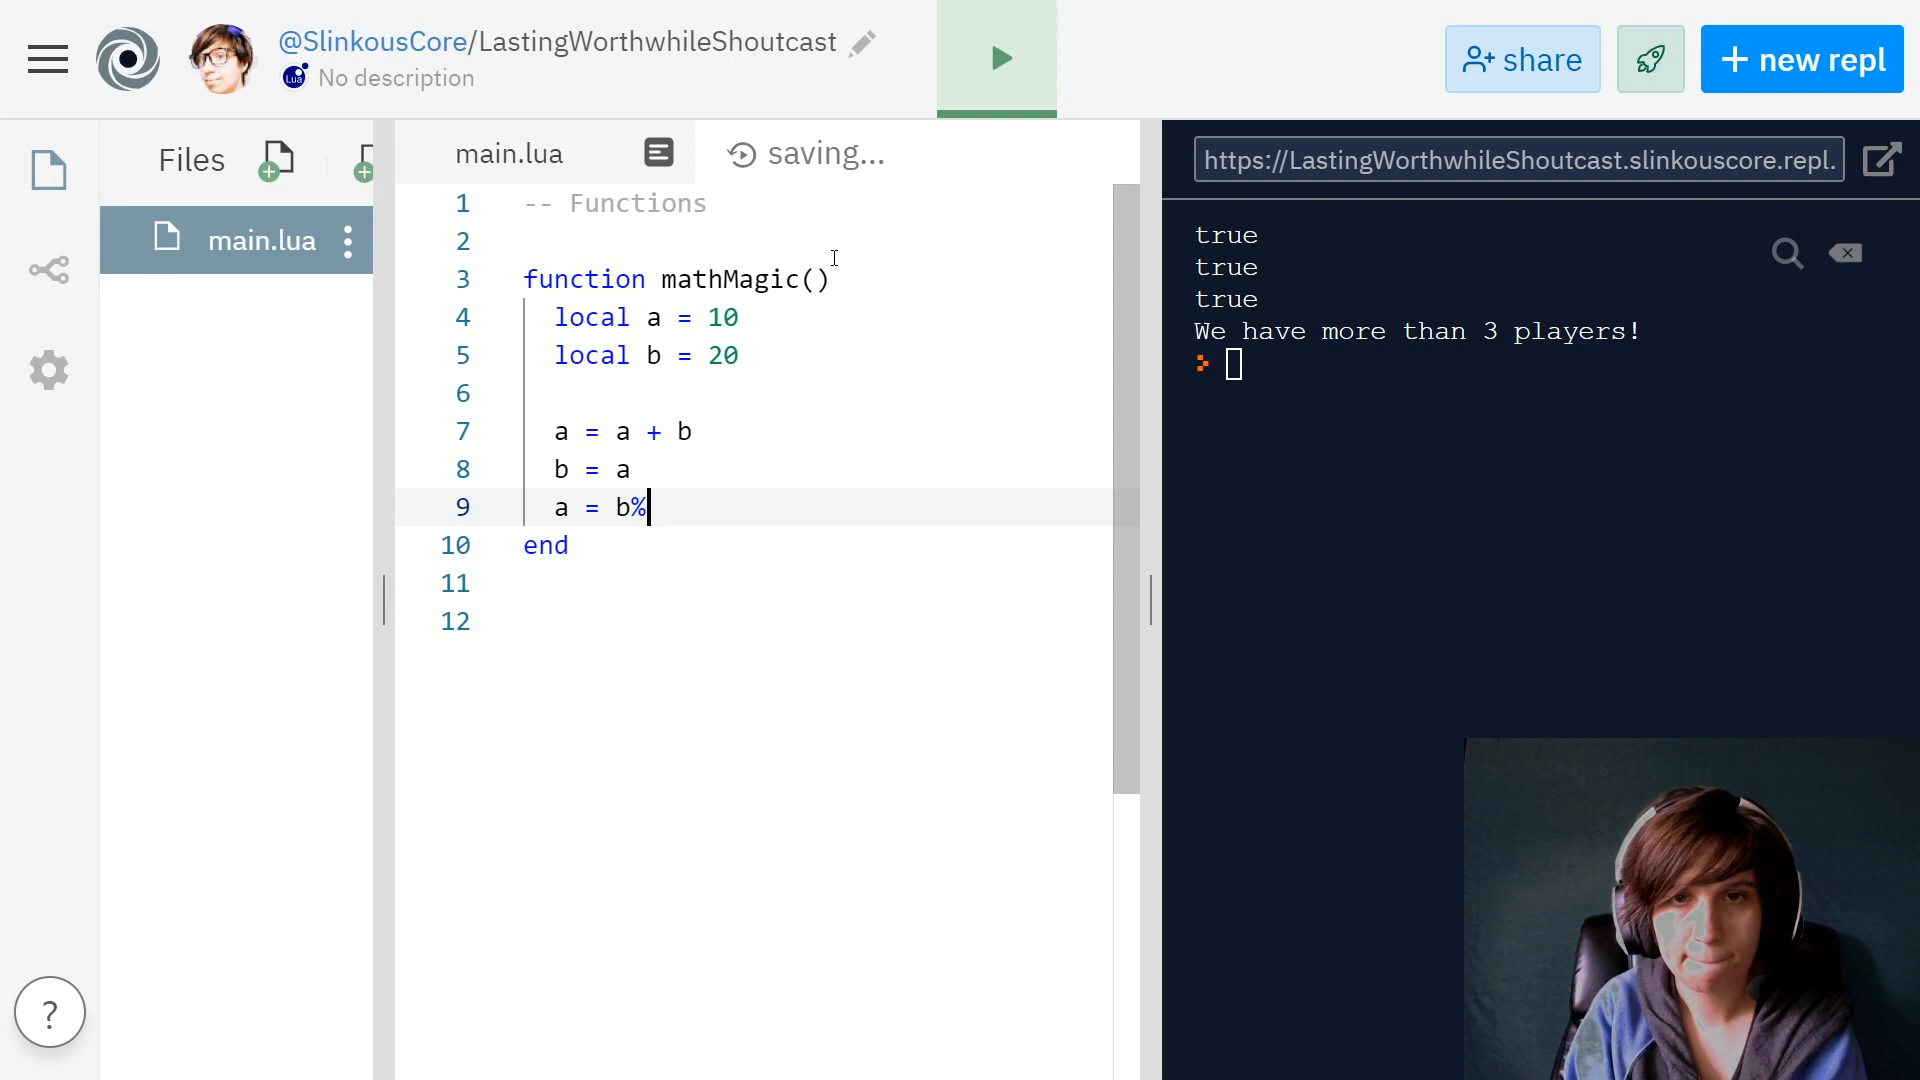 @SlinkousCore/LastingWorthwhileShoutcast
Lua
No description
share
+ new repl
Files
main.lua
main.lua
saving...
https://LastingWorthwhileShoutcast.slinkouscore.repl.
1 -- Functions
2
3 function mathMagic()
4 local a = 10
5 local b = 20
6
7 a = a + b
8 b = a
9 a = b%
10 end
11
12
true
true
true
We have more than 3 players!
?